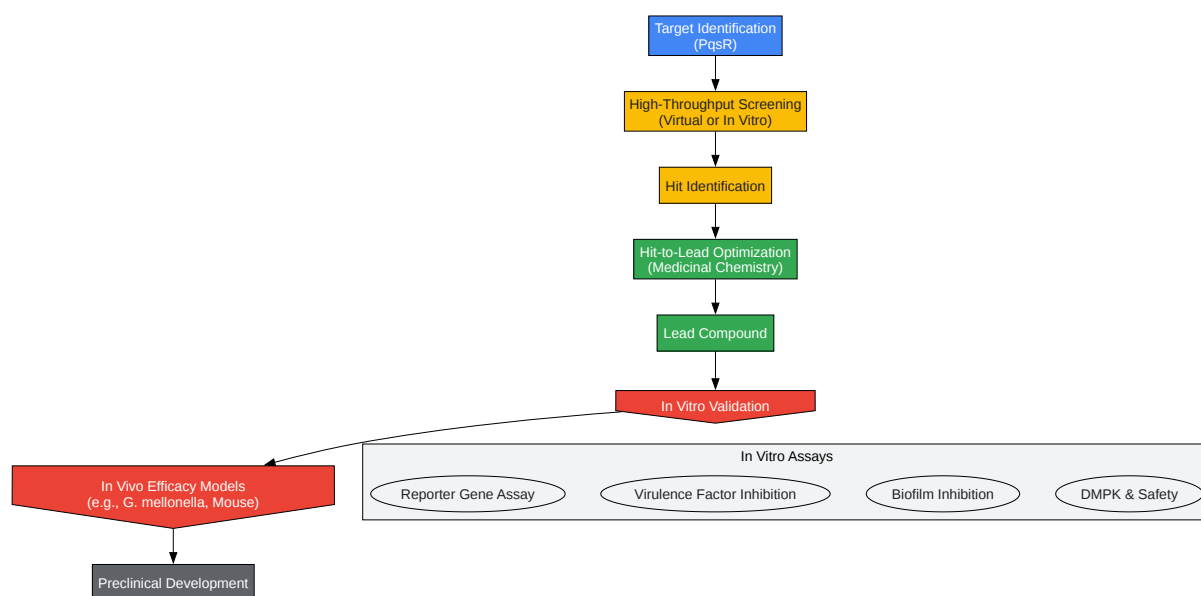 Target Identification
(PqsR)
High-Throughput Screening
(Virtual or In Vitro)
Hit Identification
Hit-to-Lead Optimization
(Medicinal Chemistry)
Lead Compound
In Vitro Validation
In Vitro Assays
Reporter Gene Assay
Virulence Factor Inhibition
Biofilm Inhibition
DMPK & Safety
In Vivo Efficacy Models
(e.g., G. mellonella, Mouse)
Preclinical Development